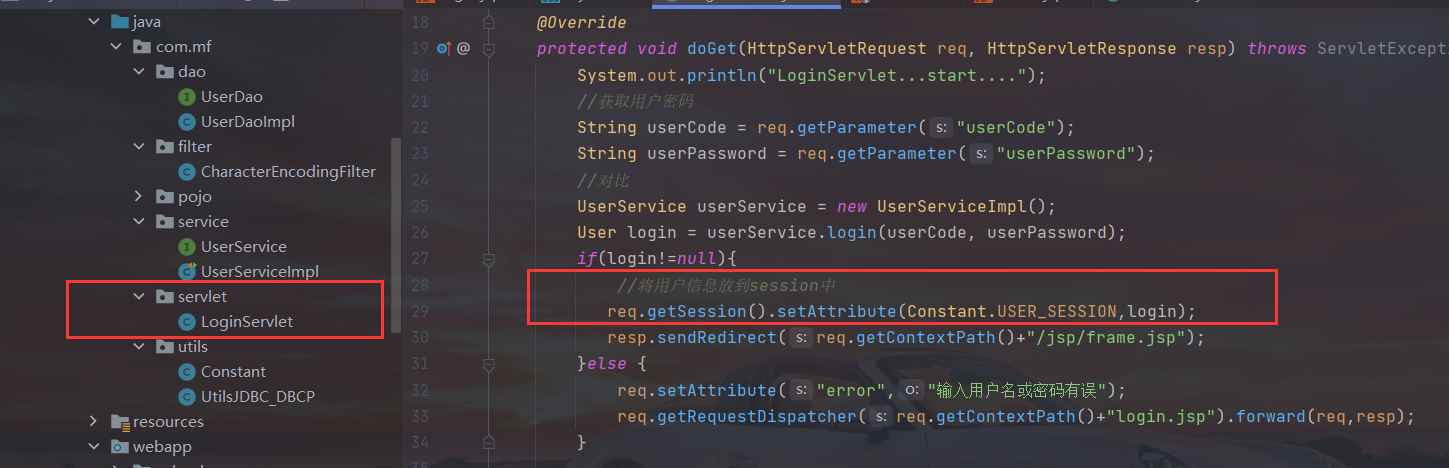 java
com.mf
dao
UserDao
UserDaoImpl
filter
CharacterEncodingFilter
pojo
service
UserService
UserServiceImpl
servlet
LoginServlet
utils
Constant
UtilsJDBC_DBCP
resources
webapp
18 @Override
19 @ protected void doGet(HttpServletRequest req, HttpServletResponse resp) throws ServletExcept
20 System.out.println("LoginServlet...start....");
21 //获取用户密码
22 String userCode = req.getParameter( s: "userCode");
23 String userPassword = req.getParameter( s: "userPassword");
24 //对比
25 UserService userService = new UserServiceImpl();
26 User login = userService.login(userCode, userPassword);
27 if(login!=null){
28 //将用户信息放到session中
29 req.getSession().setAttribute(Constant.USER_SESSION,login);
30 resp.sendRedirect( s: req.getContextPath()+"/jsp/frame.jsp");
31 }else {
32 req.setAttribute( s: "error", o: "输入用户名或密码有误");
33 req.getRequestDispatcher( s: req.getContextPath()+"login.jsp").forward(req,resp);
34 }